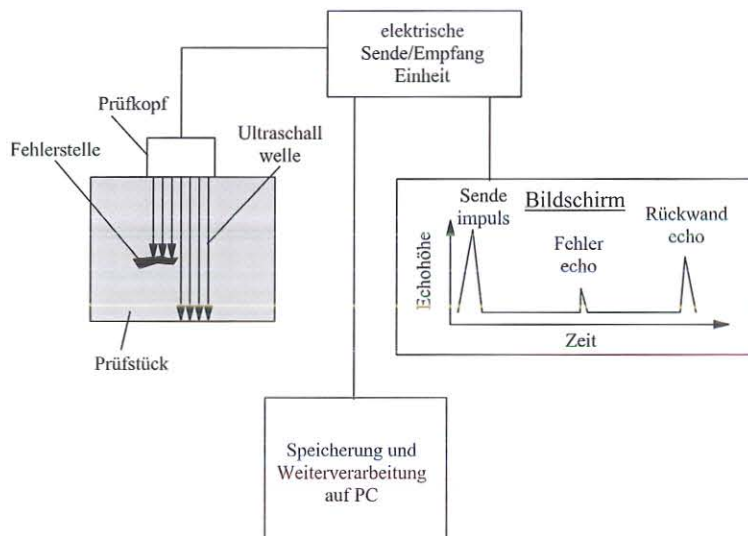 elektrische
Sende/Empfang
Einheit
Prüfkopf
Fehlerstelle
Ultraschall
welle
Prüfstück
Sende
impuls
Bildschirm
Rückwand
echo
Fehler
echo
Echohöhe
Zeit
Speicherung und
Weiterverarbeitung
auf PC